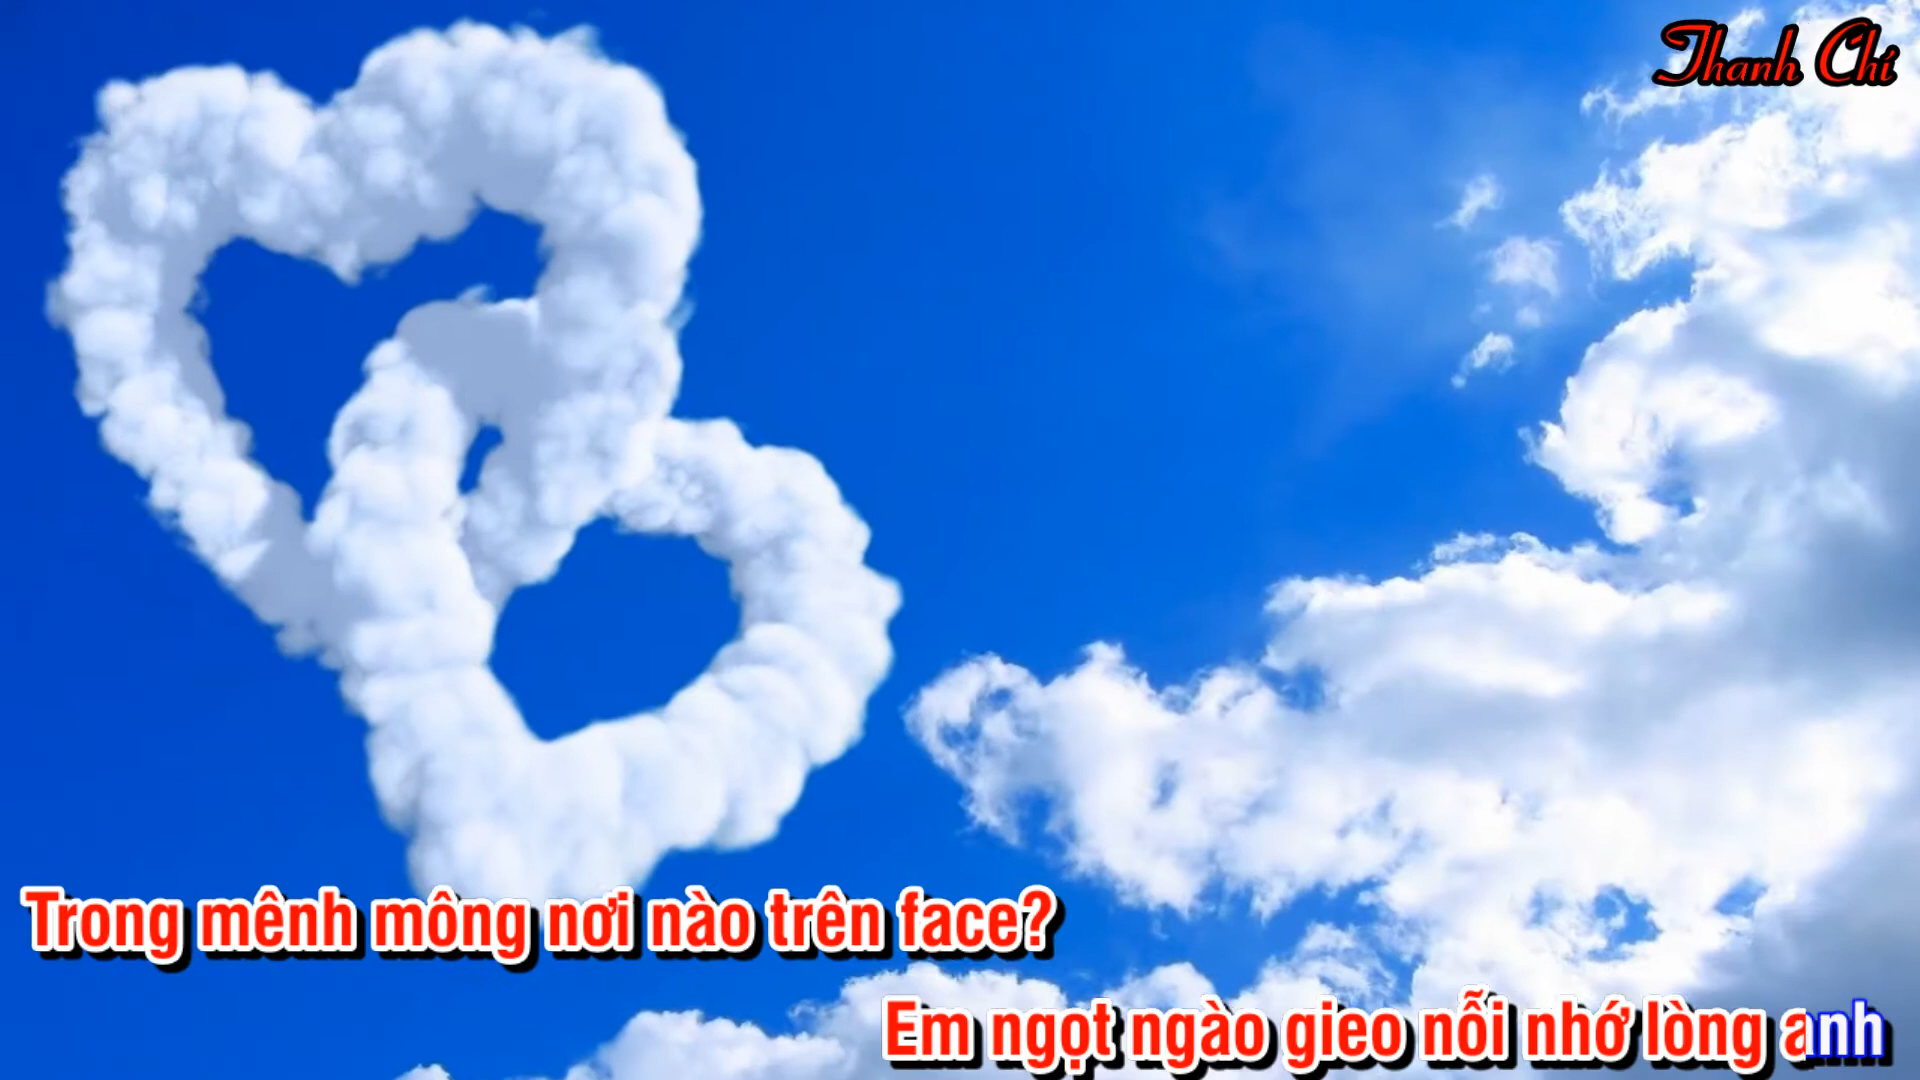 Thanh Chí
Trong mênh mông nơi nào trên face?
Em ngọt ngào gieo nỗi nhớ lòng anh